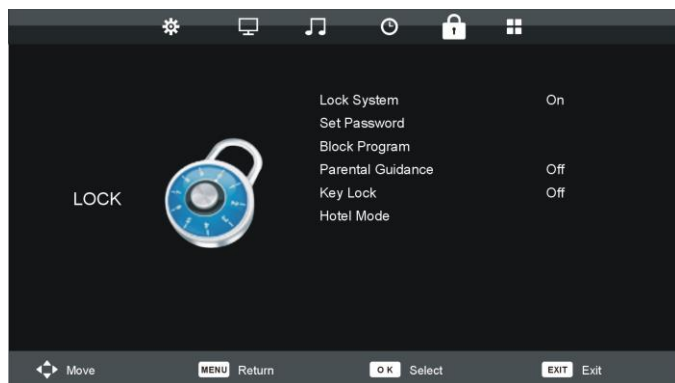 Lock System On
Set Password
Block Program
Parental Guidance Off
LOCK
Key Lock Off
Hotel Mode
Move MENU Return OK Select EXIT Exit